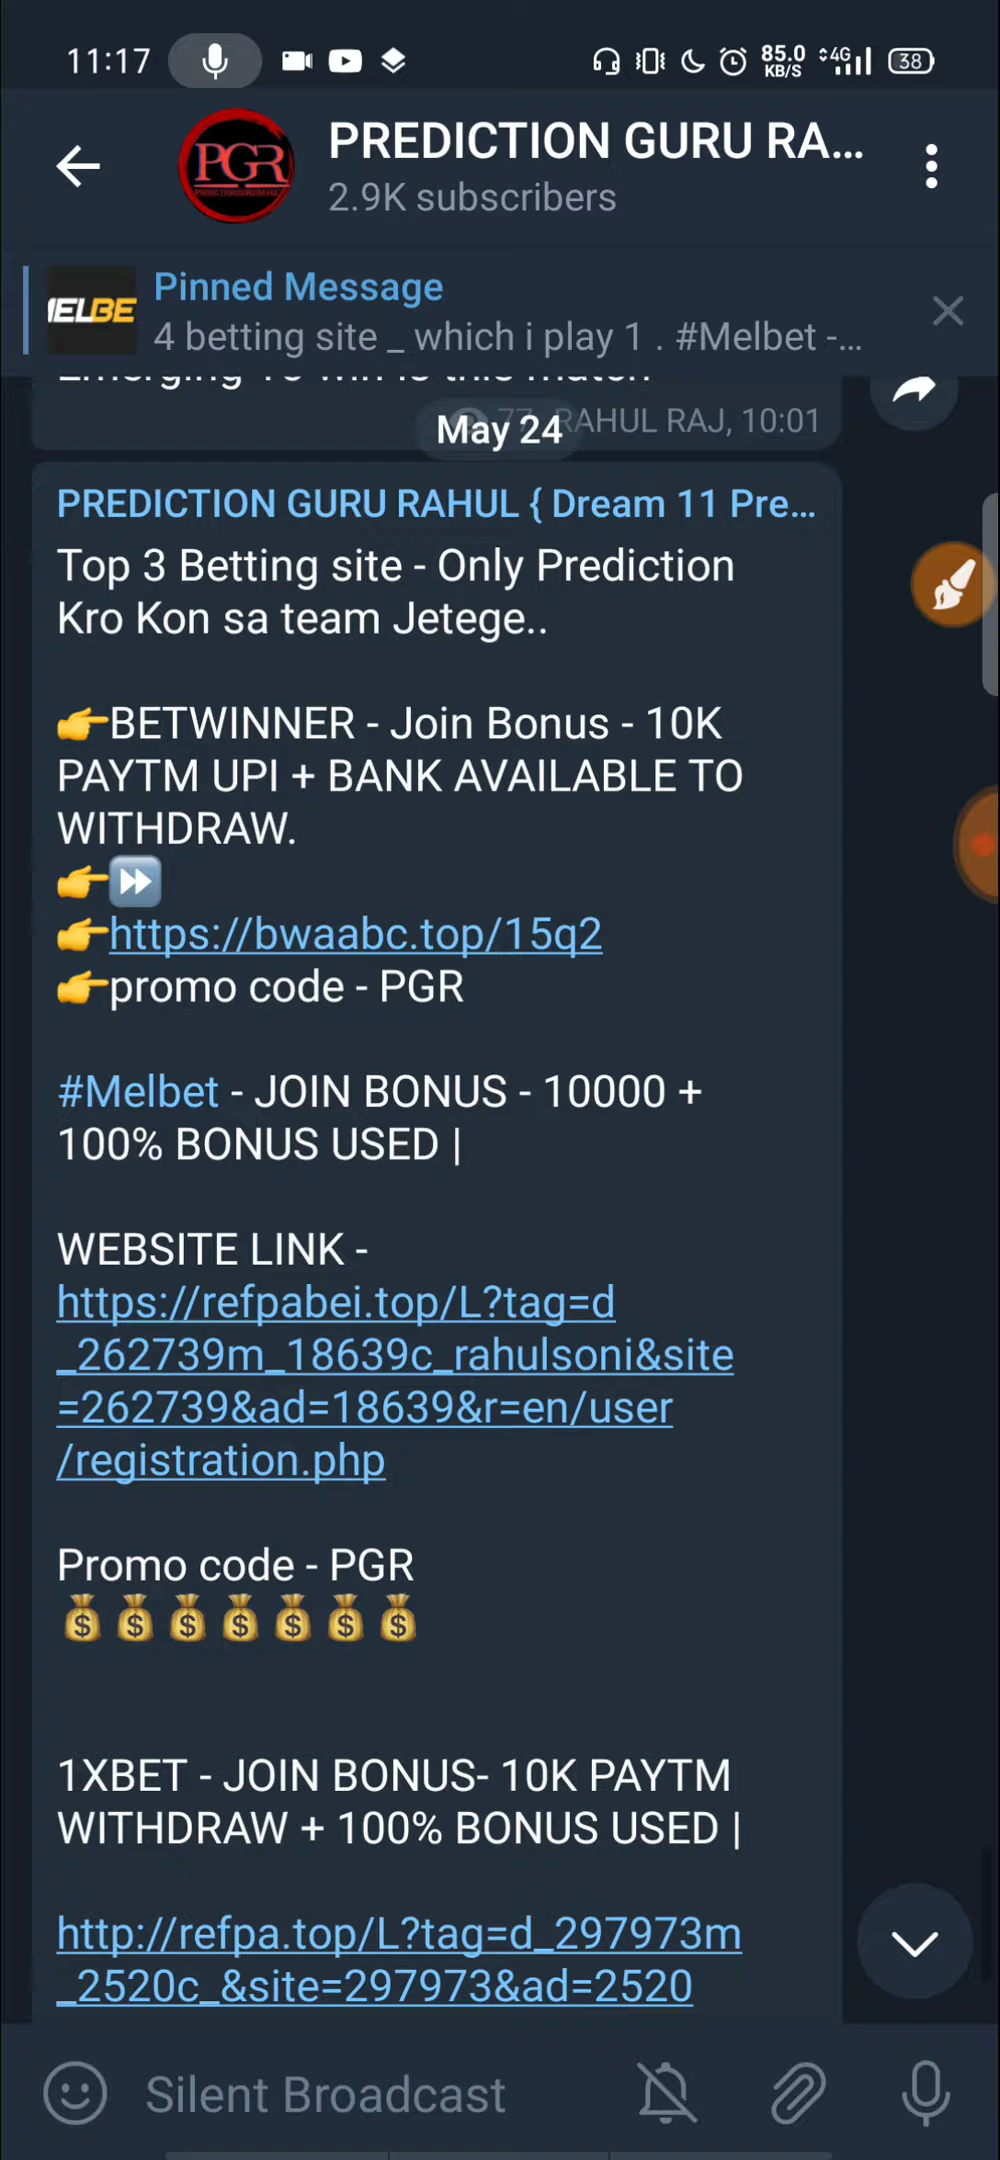 11:17
85.0
KB/S
4G
38
PGR
PREDICTION GURU RA...
2.9K subscribers
Pinned Message
4 betting site _ which i play 1 . #Melbet -...
RAHUL RAJ, 10:01
May 24
PREDICTION GURU RAHUL { Dream 11 Pre...
Top 3 Betting site - Only Prediction
Kro Kon sa team Jetege..
👉BETWINNER - Join Bonus - 10K
PAYTM UPI + BANK AVAILABLE TO
WITHDRAW.
👉⏩
👉https://bwaabc.top/15q2
👉promo code - PGR
#Melbet - JOIN BONUS - 10000 +
100% BONUS USED |
WEBSITE LINK -
https://refpabei.top/L?tag=d
_262739m_18639c_rahulsoni&site
=262739&ad=18639&r=en/user
/registration.php
Promo code - PGR
💰💰💰💰💰💰💰
1XBET - JOIN BONUS- 10K PAYTM
WITHDRAW + 100% BONUS USED |
http://refpa.top/L?tag=d_297973m
_2520c_&site=297973&ad=2520
Silent Broadcast